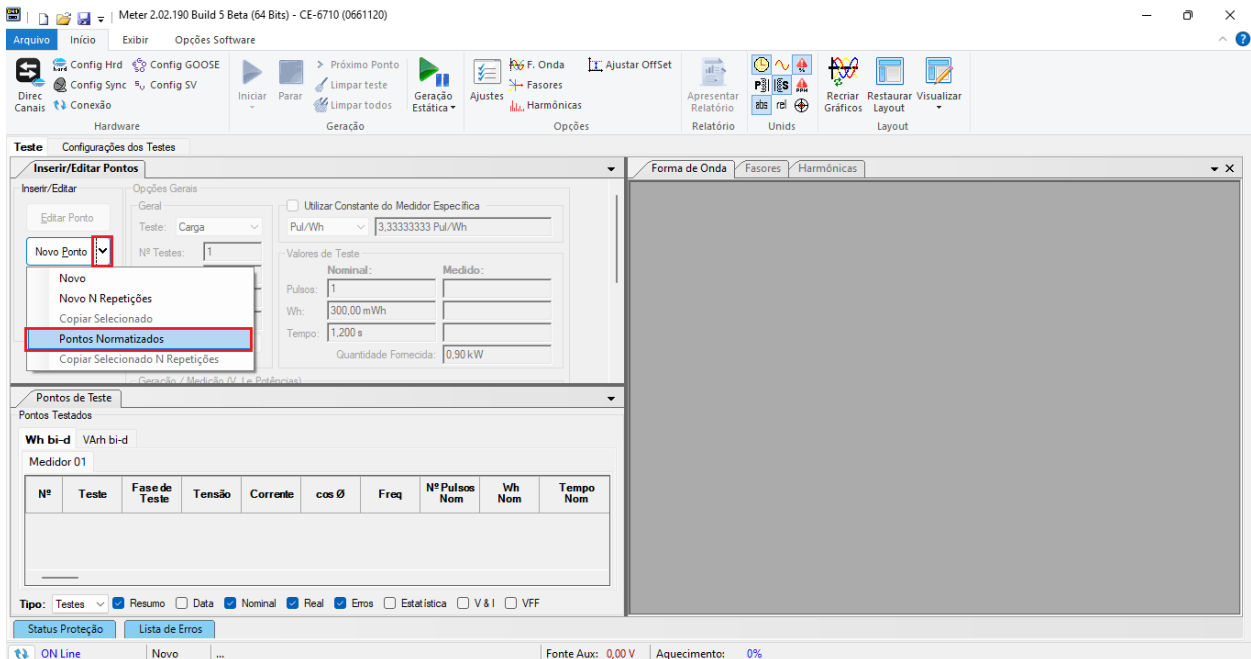 Meter 2.02.190 Build 5 Beta (64 Bits) - CE-6710 (0661120)
Arquivo Início Exibir Opções Software
Direc Canais
Config Hrd Config GOOSE
Config Sync Config SV
Conexão
Hardware
Iniciar Parar
Próximo Ponto
Limpar teste
Limpar todos
Geração Estática
Geração
Ajustes
F. Onda Ajustar OffSet
Fasores
Harmônicas
Opções
Apresentar Relatório
Relatório
abs rel
Unids
Recriar Gráficos Restaurar Layout Visualizar
Layout
Teste Configurações dos Testes
Inserir/Editar Pontos
Inserir/Editar
Editar Ponto
Novo Ponto
Novo
Novo N Repetições
Copiar Selecionado
Pontos Normatizados
Copiar Selecionado N Repetições
Opções Gerais
Geral
Teste: Carga
Nº Testes: 1
Utilizar Constante do Medidor Específica
Pul/Wh 3,33333333 Pul/Wh
Valores de Teste
Nominal: Medido:
Pulsos: 1
Wh: 300,00 mWh
Tempo: 1,200 s
Quantidade Fornecida: 0,90 kW
Geração / Medição (V, I e Potências)
Forma de Onda Fasores Harmônicas
Pontos de Teste
Pontos Testados
Wh bi-d VArh bi-d
Medidor 01
Nº Teste Fase de Teste Tensão Corrente cos Ø Freq Nº Pulsos Nom Wh Nom Tempo Nom
Tipo: Testes Resumo Data Nominal Real Erros Estatística V & I VFF
Status Proteção Lista de Erros
ON Line Novo ... Fonte Aux: 0,00 V Aquecimento: 0%